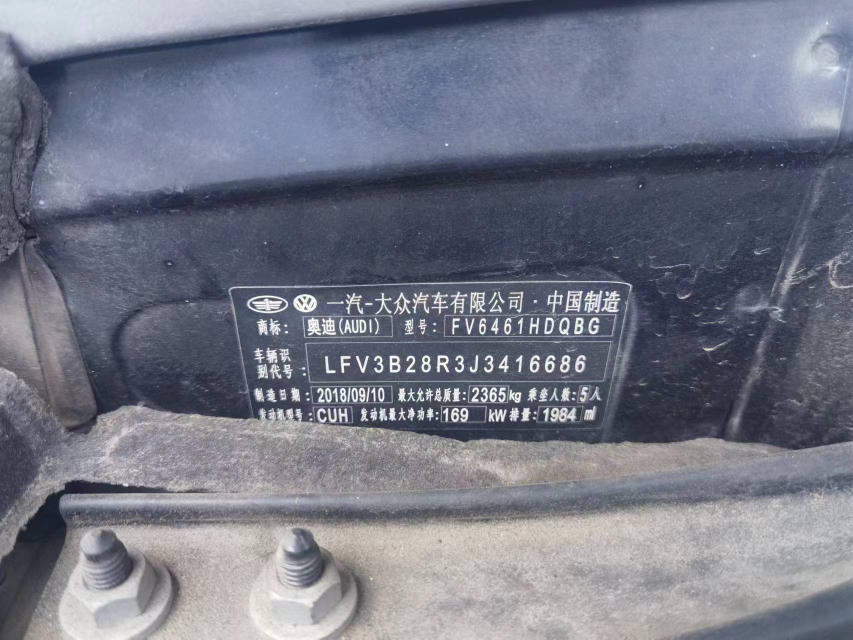 一汽-大众汽车有限公司·中国制造
商标: 奥迪(AUDI) 型号: FV6461HDQBG
车辆识别代号: LFV3B28R3J3416686
制造日期: 2018/09/10 最大允许总质量: 2365kg 乘坐人数: 5人
发动机型号: CUH 发动机最大净功率: 169 kW 排量: 1984 ml